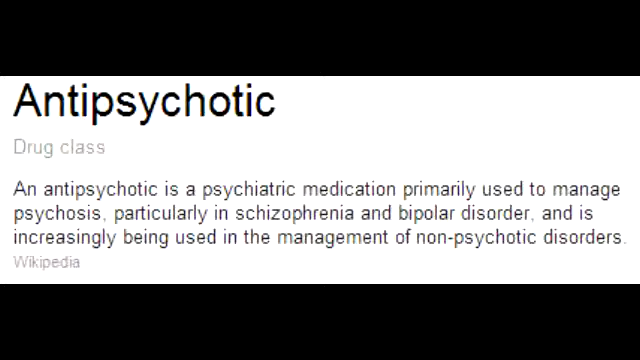 Antipsychotic
Drug class
An antipsychotic is a psychiatric medication primarily used to manage
psychosis, particularly in schizophrenia and bipolar disorder, and is
increasingly being used in the management of non-psychotic disorders.
Wikipedia